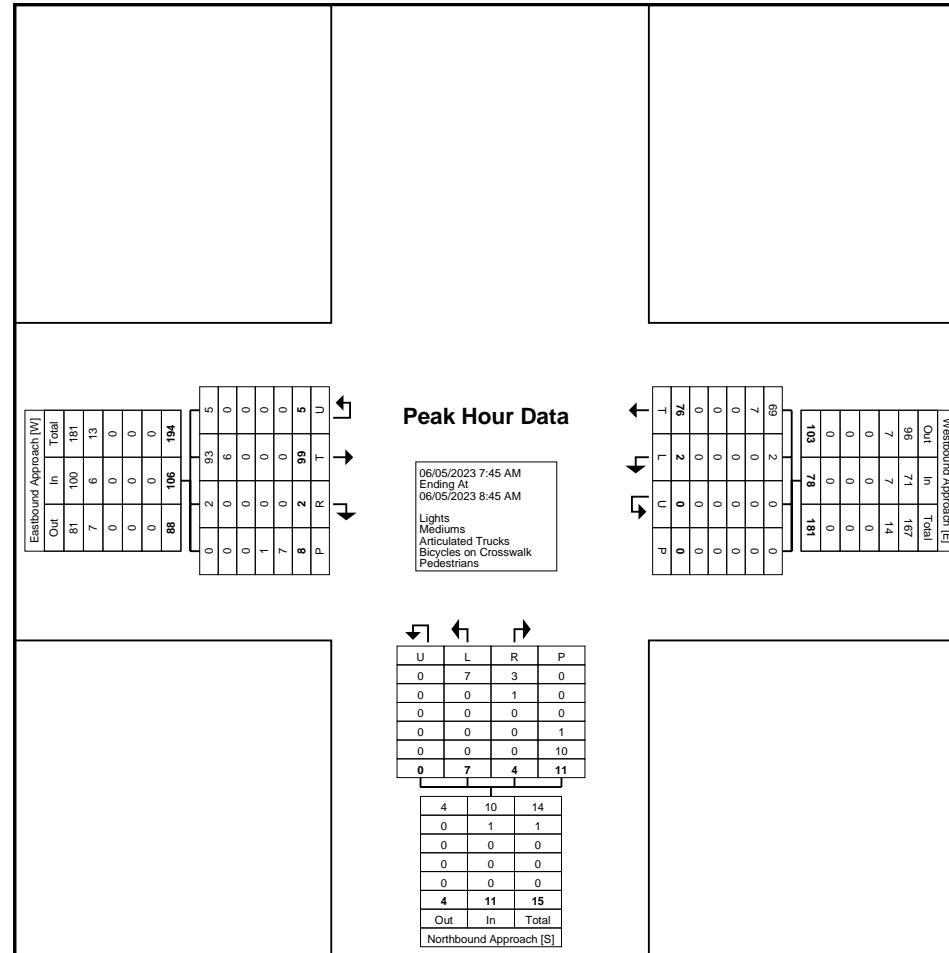 Eastbound Approach [W]
Out In Total
81 100 181
7 6 13
0 0 0
0 0 0
0 0 0
88 106 194
5 93 2 0
0 6 0 0
0 0 0 0
0 0 0 1
0 0 0 7
5 99 2 8
U T R P
Peak Hour Data
06/05/2023 7:45 AM
Ending At
06/05/2023 8:45 AM
Lights
Mediums
Articulated Trucks
Bicycles on Crosswalk
Pedestrians
69 2 0 0
7 0 0 0
0 0 0 0
0 0 0 0
0 0 0 0
76 2 0 0
T L U P
Westbound Approach [E]
Out In Total
96 71 167
7 7 14
0 0 0
0 0 0
0 0 0
103 78 181
U L R P
0 7 3 0
0 0 1 0
0 0 0 0
0 0 0 1
0 0 0 10
0 7 4 11
4 10 14
0 1 1
0 0 0
0 0 0
0 0 0
4 11 15
Out In Total
Northbound Approach [S]